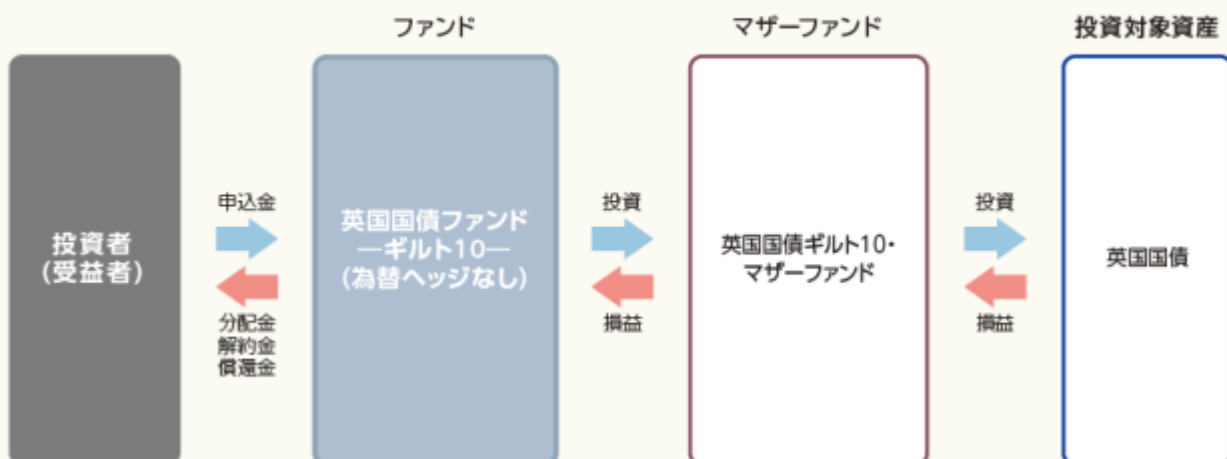 ファンド
マザーファンド
投資対象資産
投資者
(受益者)
申込金
分配金
解約金
償還金
英国国債ファンド
―ギルト10―
(為替ヘッジなし)
投資
損益
英国国債ギルト10・
マザーファンド
投資
損益
英国国債